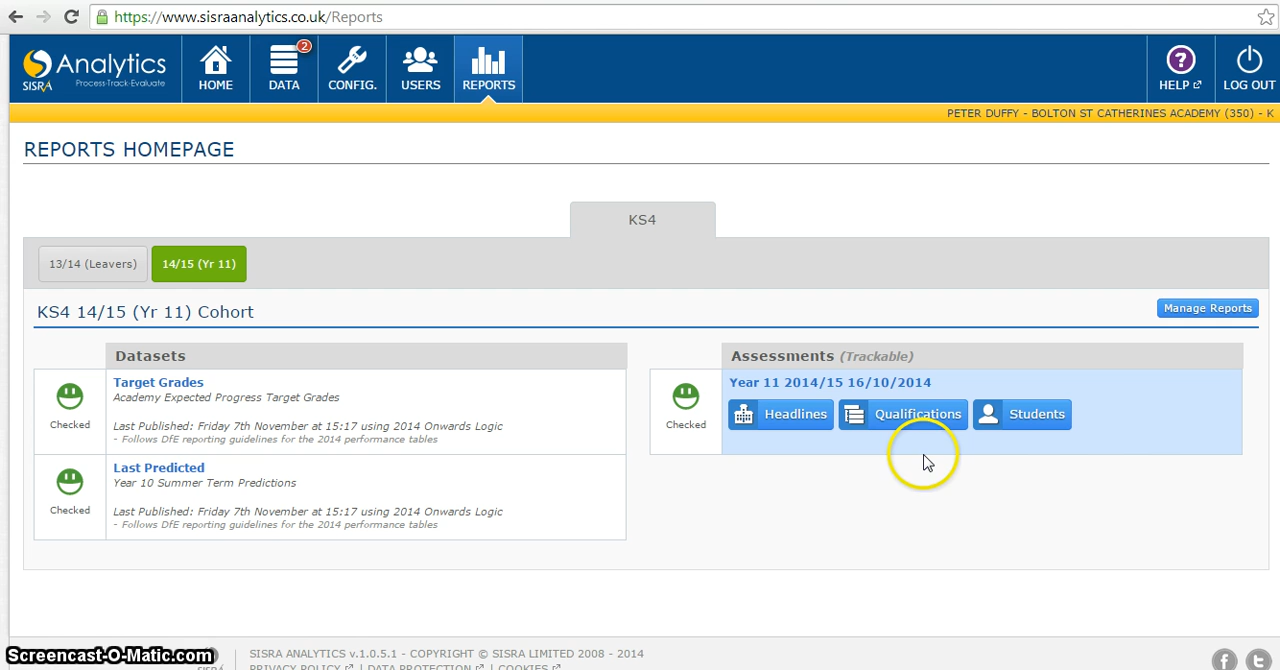 https://www.sisraanalytics.co.uk/Reports
SISRA Analytics
Process-Track-Evaluate
HOME
DATA
2
CONFIG.
USERS
REPORTS
?
HELP
LOG OUT
PETER DUFFY - BOLTON ST CATHERINES ACADEMY (350) - K
REPORTS HOMEPAGE
KS4
13/14 (Leavers)
14/15 (Yr 11)
KS4 14/15 (Yr 11) Cohort
Manage Reports
Datasets
Checked
Target Grades
Academy Expected Progress Target Grades
Last Published: Friday 7th November at 15:17 using 2014 Onwards Logic
- Follows DfE reporting guidelines for the 2014 performance tables
Checked
Last Predicted
Year 10 Summer Term Predictions
Last Published: Friday 7th November at 15:17 using 2014 Onwards Logic
- Follows DfE reporting guidelines for the 2014 performance tables
Assessments (Trackable)
Checked
Year 11 2014/15 16/10/2014
Headlines
Qualifications
Students
Screencast-O-Matic.com
SISRA
SISRA ANALYTICS v.1.0.5.1 - COPYRIGHT © SISRA LIMITED 2008 - 2014
PRIVACY POLICY | DATA PROTECTION | COOKIES